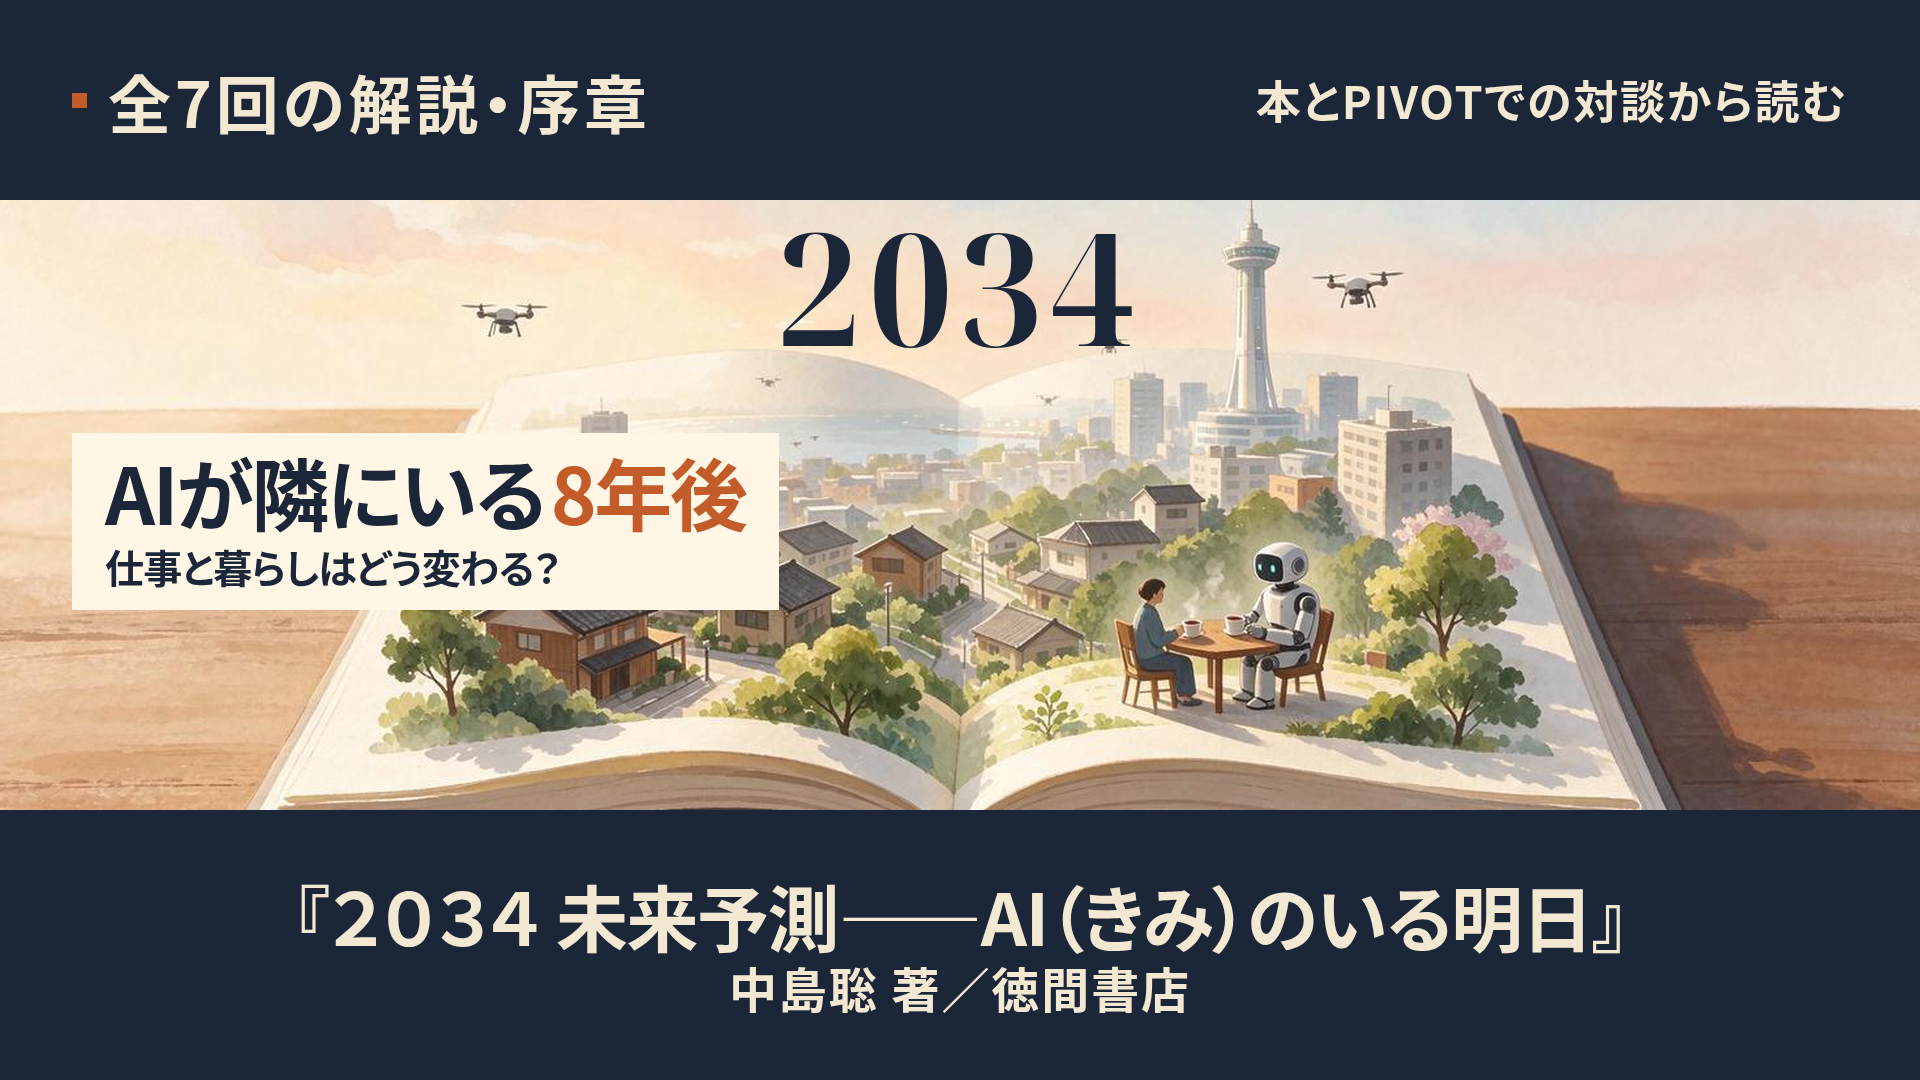 全7回の解説・序章
本とPIVOTでの対談から読む
2034
AIが隣にいる8年後
仕事と暮らしはどう変わる？
『２０３４ 未来予測――AI（きみ）のいる明日』
中島聡 著／徳間書店